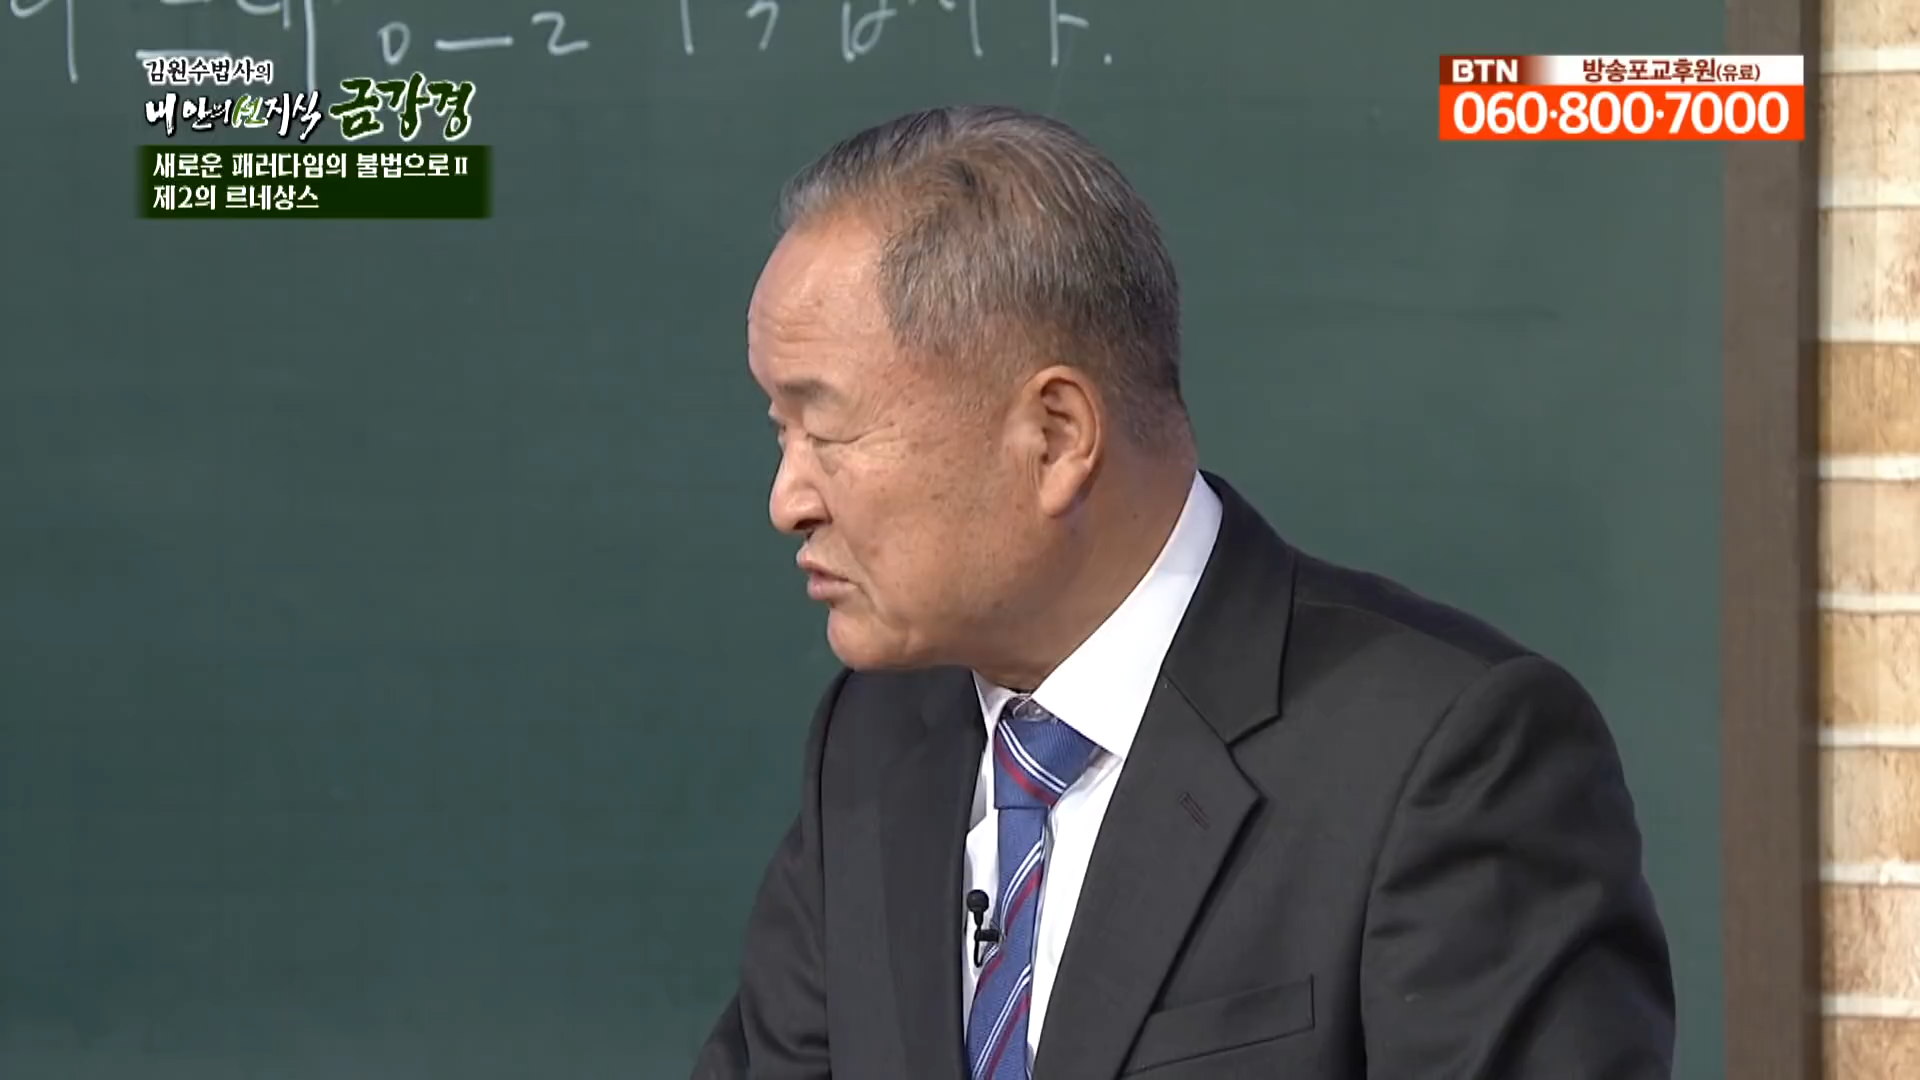 김원수법사의
내 안의 선지식 금강경
새로운 패러다임의 불법으로Ⅱ
제2의 르네상스
BTN 방송포교후원(유료)
060·800·7000